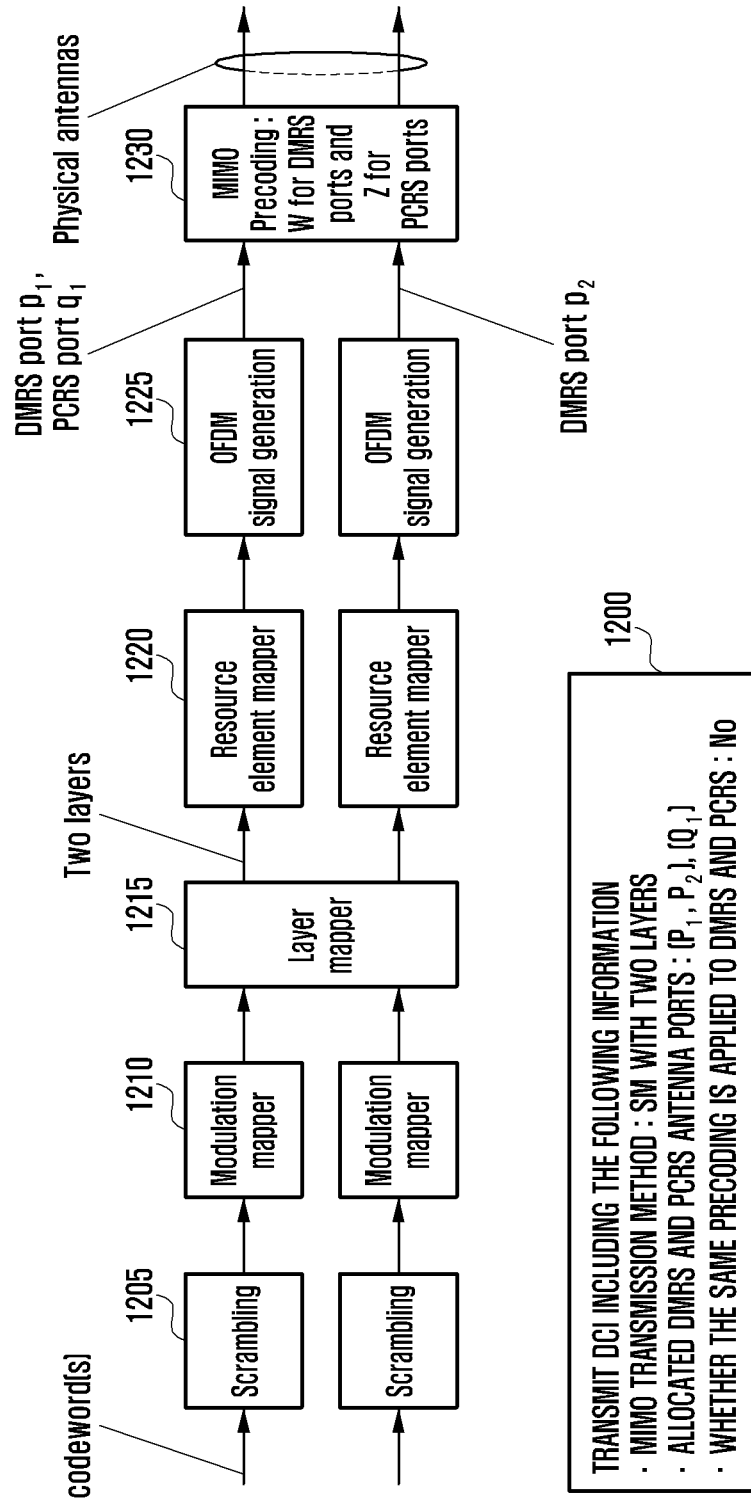 codeword(s)
1205
Scrambling
Scrambling
1210
Modulation
mapper
Modulation
mapper
1215
Layer
mapper
Two layers
1220
Resource
element mapper
Resource
element mapper
1225
OFDM
signal generation
OFDM
signal generation
DMRS port p₁,
PCRS port q₁
DMRS port p₂
1230
MIMO
Precoding :
W for DMRS
ports and
Z for
PCRS ports
Physical antennas
1200
TRANSMIT DCI INCLUDING THE FOLLOWING INFORMATION
· MIMO TRANSMISSION METHOD : SM WITH TWO LAYERS
· ALLOCATED DMRS AND PCRS ANTENNA PORTS : (P₁, P₂), (Q₁)
· WHETHER THE SAME PRECODING IS APPLIED TO DMRS AND PCRS : No